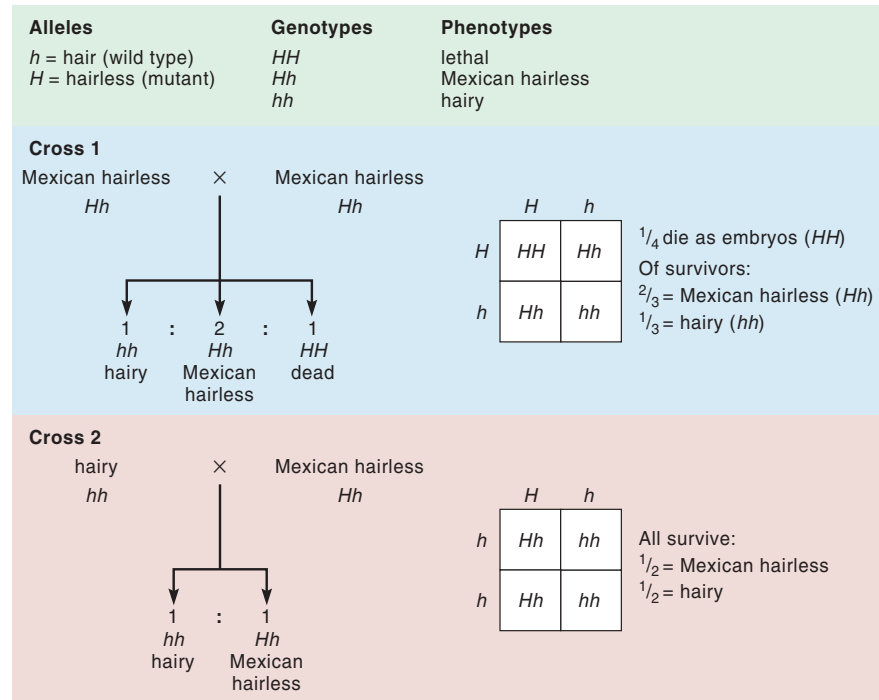 Alleles Genotypes Phenotypes
h = hair (wild type) HH lethal
H = hairless (mutant) Hh Mexican hairless
hh hairy
Cross 1
Mexican hairless × Mexican hairless
Hh Hh
1 : 2 : 1
hh Hh HH
hairy Mexican dead
hairless
H h
H HH Hh
h Hh hh
1/4 die as embryos (HH)
Of survivors:
2/3 = Mexican hairless (Hh)
1/3 = hairy (hh)
Cross 2
hairy × Mexican hairless
hh Hh
1 : 1
hh Hh
hairy Mexican
hairless
H h
h Hh hh
h Hh hh
All survive:
1/2 = Mexican hairless
1/2 = hairy